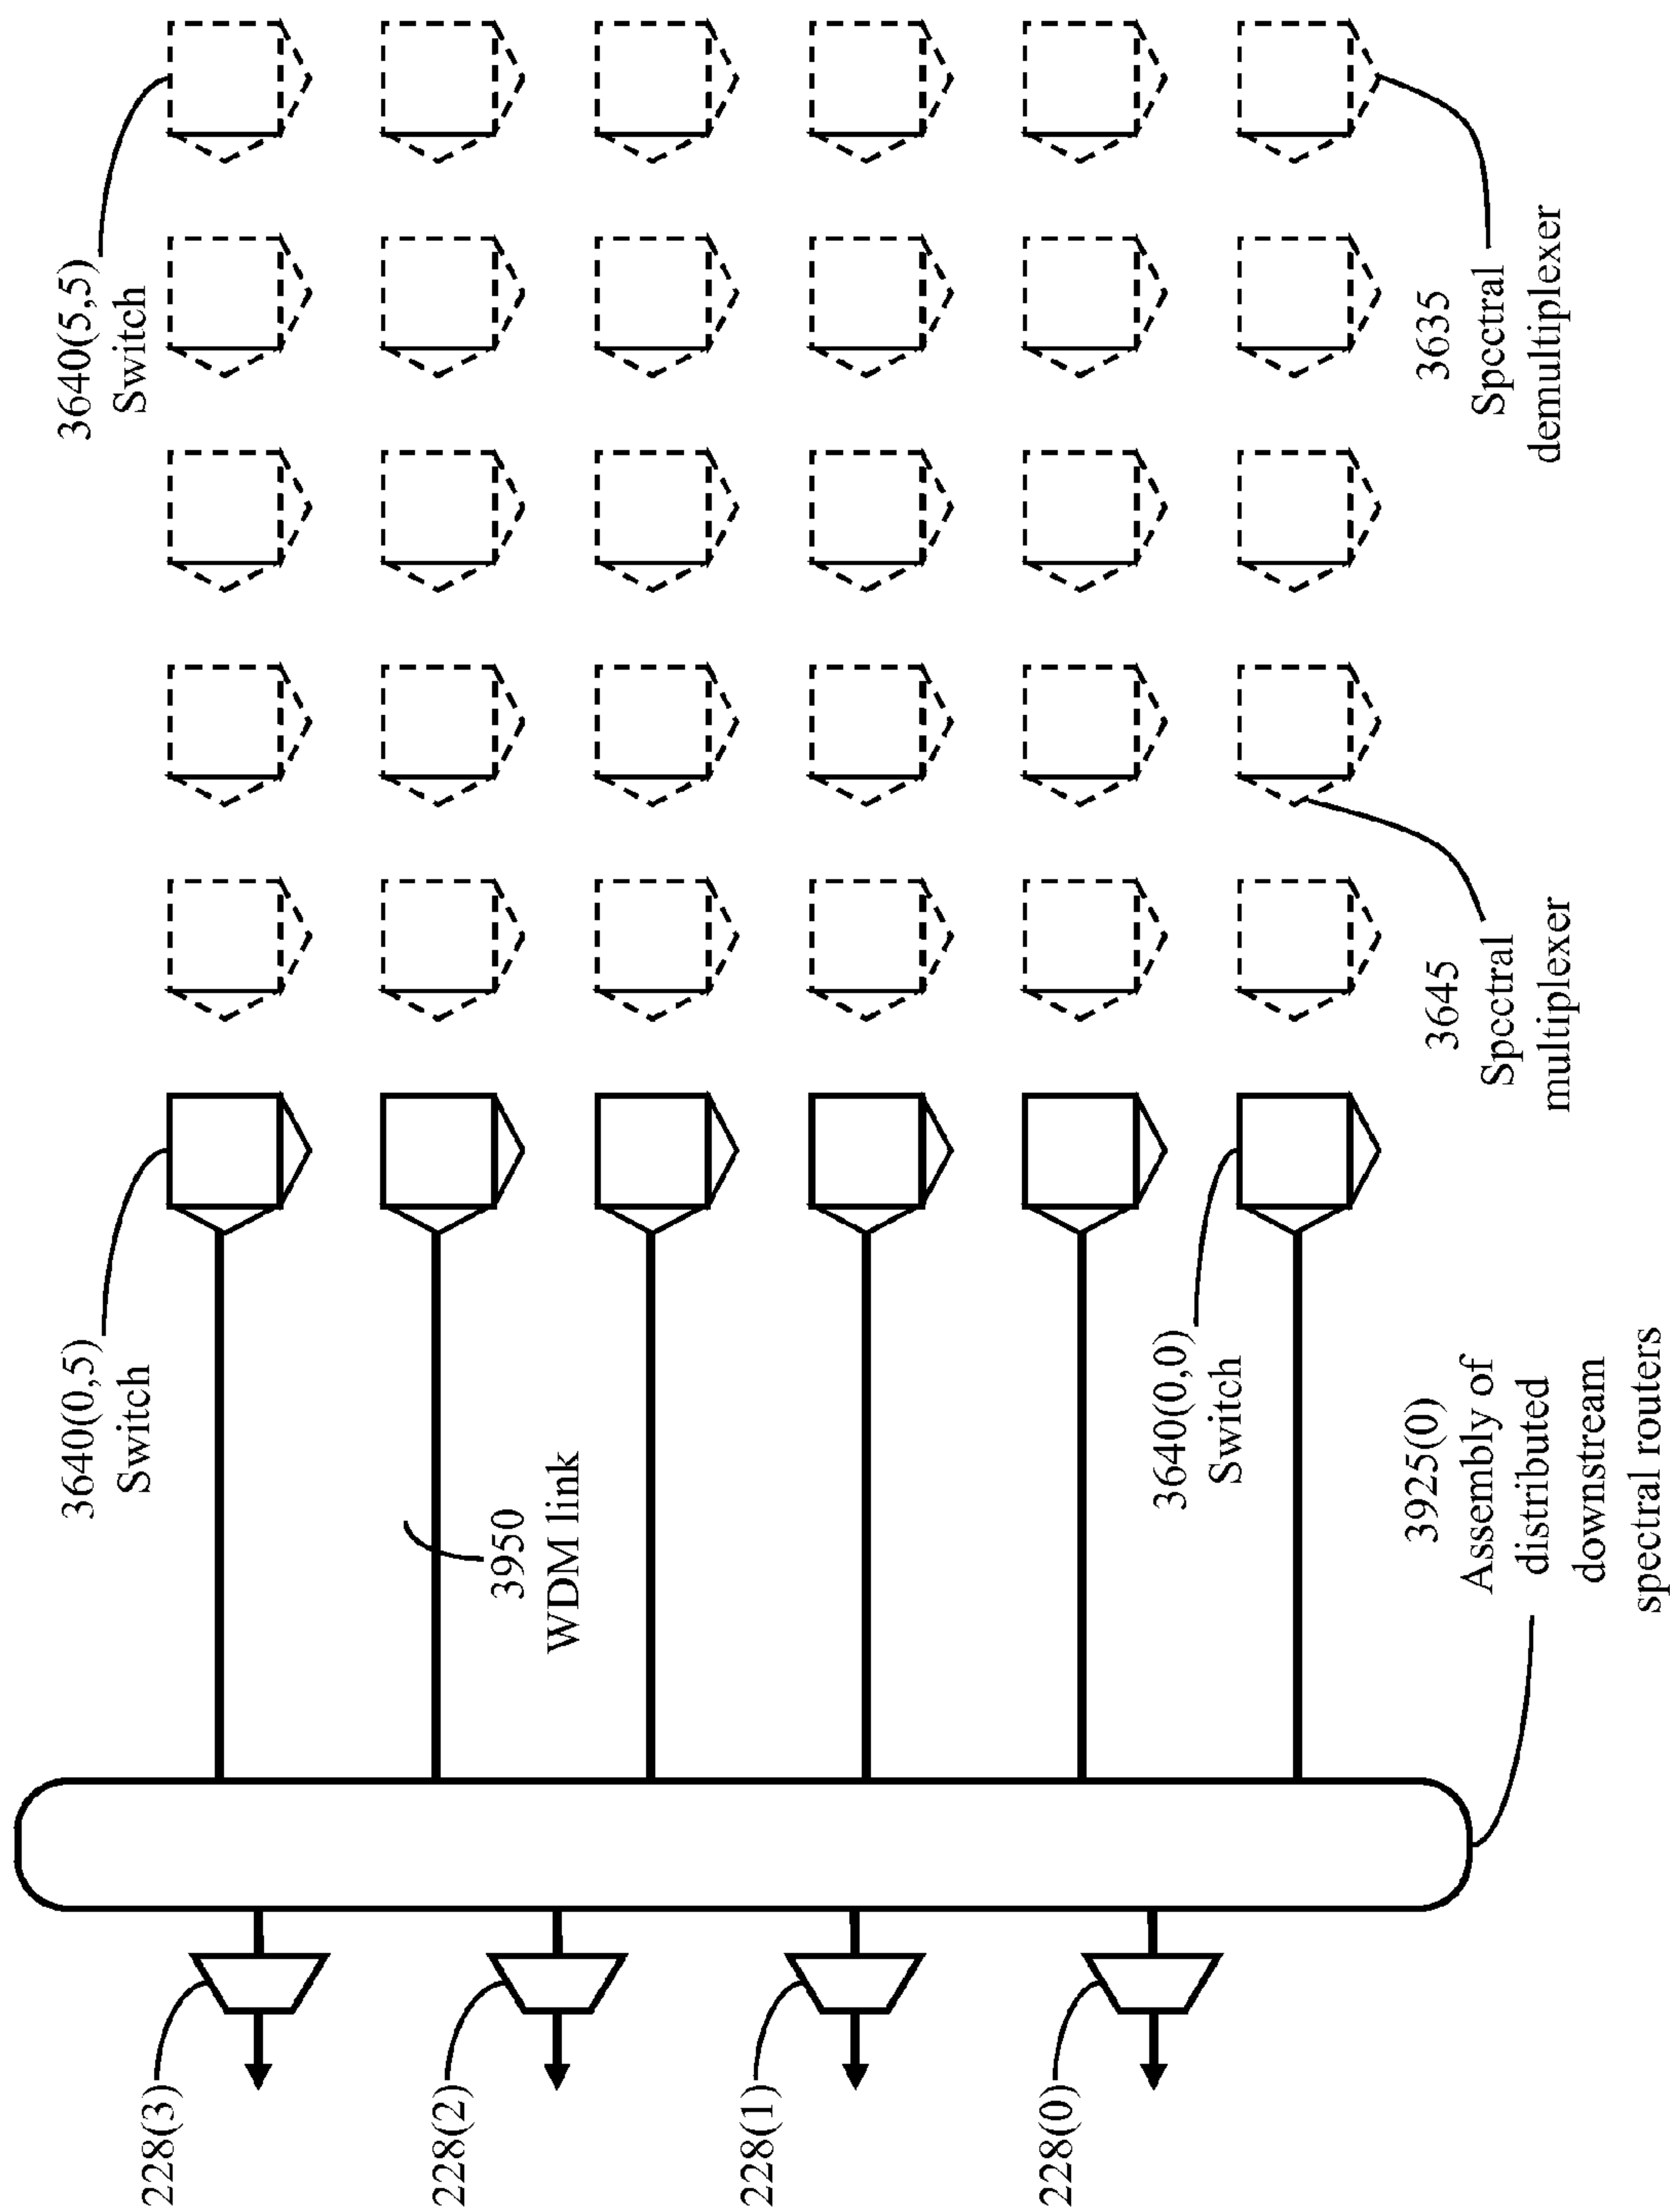 3640(0,5)
Switch
3640(5,5)
Switch
228(3)
228(2)
3950
WDM link
228(1)
228(0)
3640(0,0)
Switch
3925(0)
Assembly of
distributed
downstream
spectral routers
3645
Spectral
multiplexer
3635
Spectral
demultiplexer